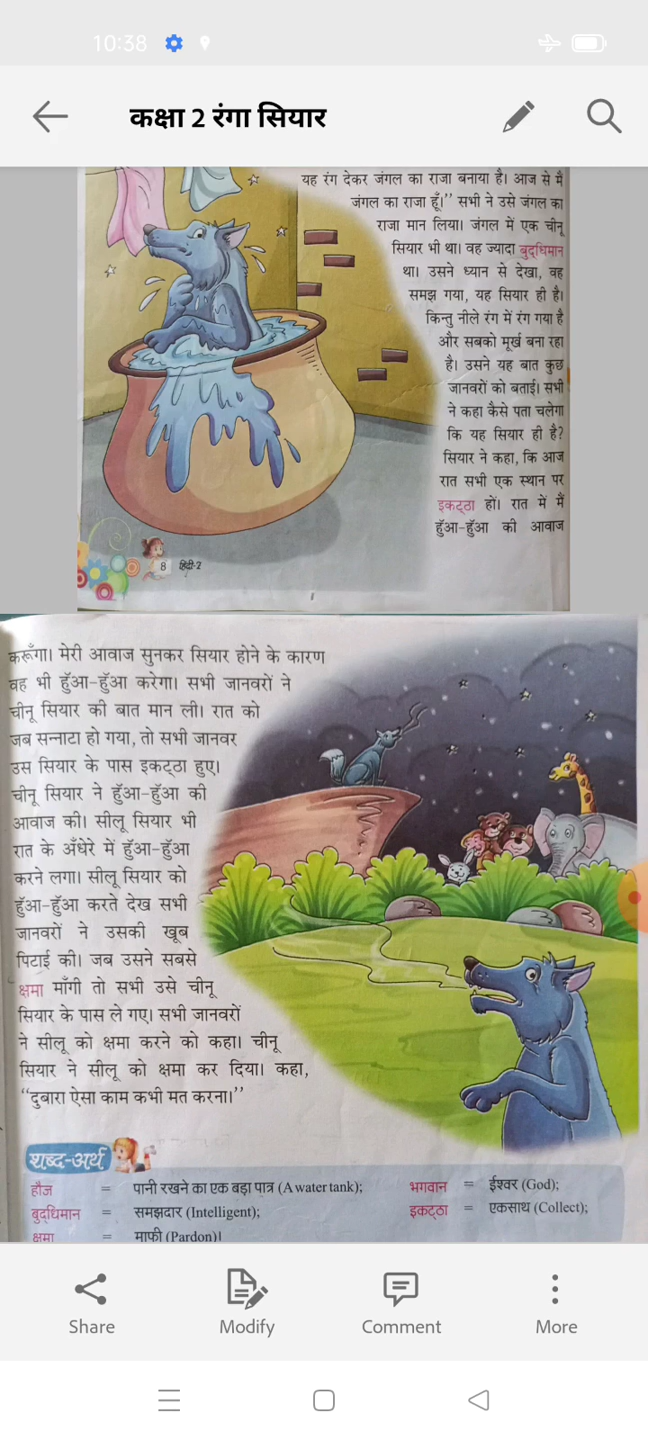 10:38
कक्षा 2 रंगा सियार
यह रंग देकर जंगल का राजा बनाया है। आज से मैं
जंगल का राजा हूँ।" सभी ने उसे जंगल का
राजा मान लिया। जंगल में एक चीनू
सियार भी था। वह ज्यादा बुद्धिमान
था। उसने ध्यान से देखा, वह
समझ गया, यह सियार ही है।
किन्तु नीले रंग में रंग गया है
और सबको मूर्ख बना रहा
है। उसने यह बात कुछ
जानवरों को बताई। सभी
ने कहा कैसे पता चलेगा
कि यह सियार ही है?
सियार ने कहा, कि आज
रात सभी एक स्थान पर
इकट्ठा हों। रात में मैं
हुँआ-हुँआ की आवाज
8 हिंदी-2
करूँगा। मेरी आवाज सुनकर सियार होने के कारण
वह भी हुँआ-हुँआ करेगा। सभी जानवरों ने
चीनू सियार की बात मान ली। रात को
जब सन्नाटा हो गया, तो सभी जानवर
उस सियार के पास इकट्ठा हुए।
चीनू सियार ने हुँआ-हुँआ की
आवाज की। सीलू सियार भी
रात के अँधेरे में हुँआ-हुँआ
करने लगा। सीलू सियार को
हुँआ-हुँआ करते देख सभी
जानवरों ने उसकी खूब
पिटाई की। जब उसने सबसे
क्षमा माँगी तो सभी उसे चीनू
सियार के पास ले गए। सभी जानवरों
ने सीलू को क्षमा करने को कहा। चीनू
सियार ने सीलू को क्षमा कर दिया। कहा,
"दुबारा ऐसा काम कभी मत करना।"
शब्द-अर्थ
हौज = पानी रखने का एक बड़ा पात्र (A water tank); भगवान = ईश्वर (God);
बुद्धिमान = समझदार (Intelligent); इकट्ठा = एकसाथ (Collect);
क्षमा = माफी (Pardon)।
Share Modify Comment More